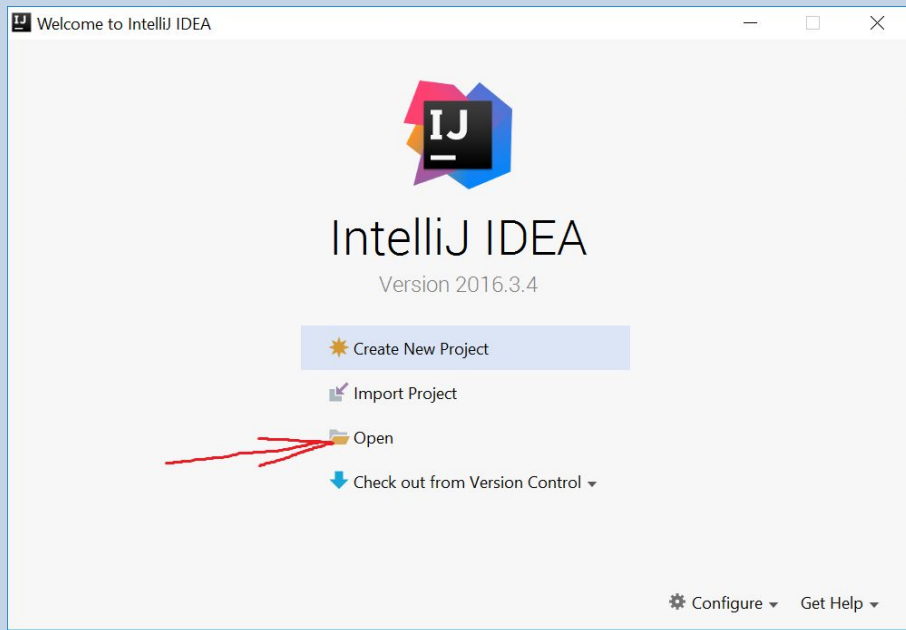 Welcome to IntelliJ IDEA
IJ
IntelliJ IDEA
Version 2016.3.4
Create New Project
Import Project
Open
Check out from Version Control
Configure Get Help